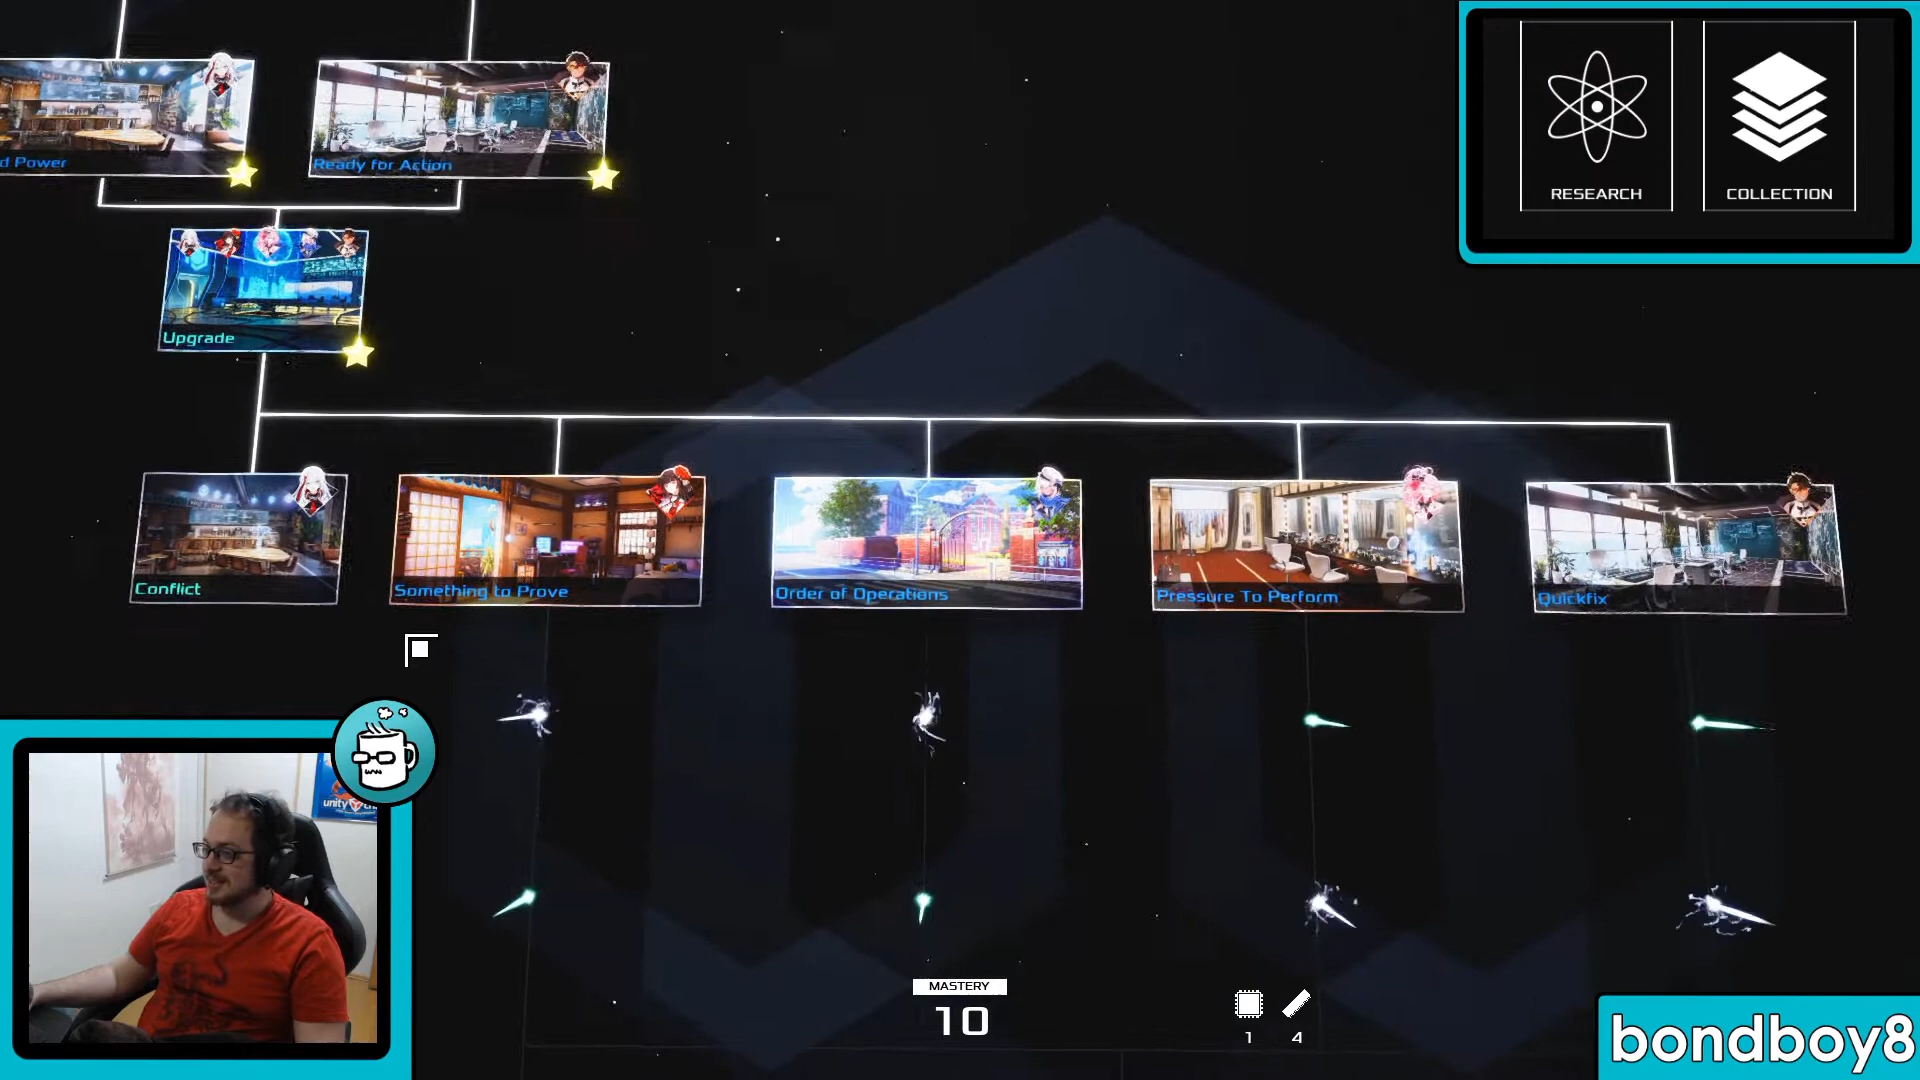 RESEARCH
COLLECTION
d Power
Ready for Action
Upgrade
Conflict
Something to Prove
Order of Operations
Pressure To Perform
Quickfix
unity
MASTERY
10
1
4
bondboy8